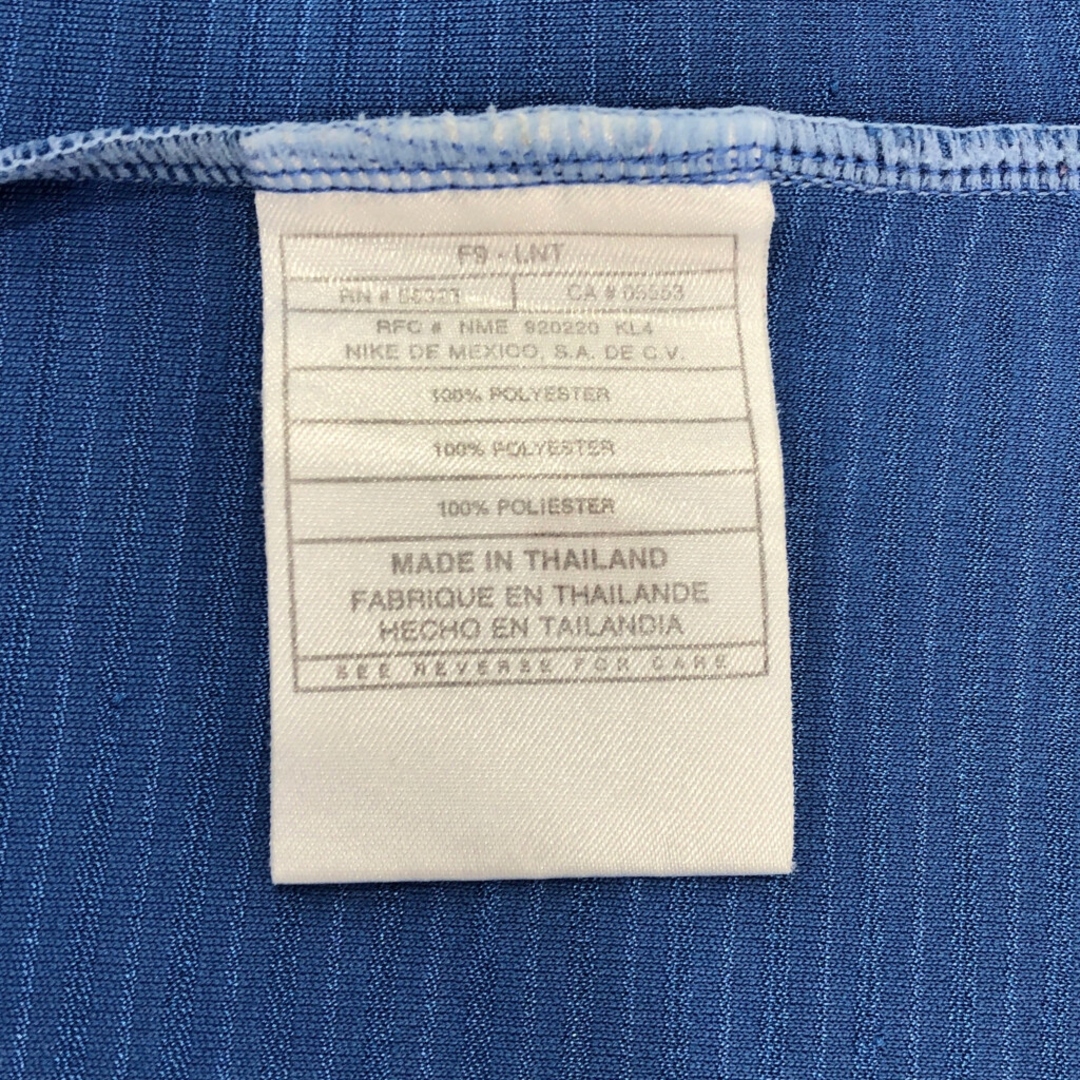 F9 - LNT
RN # 56323 CA # 05553
RFC # NME 920220 KL4
NIKE DE MEXICO, S.A. DE C.V.
100% POLYESTER
100% POLYESTER
100% POLIESTER
MADE IN THAILAND
FABRIQUE EN THAILANDE
HECHO EN TAILANDIA
SEE REVERSE FOR CARE